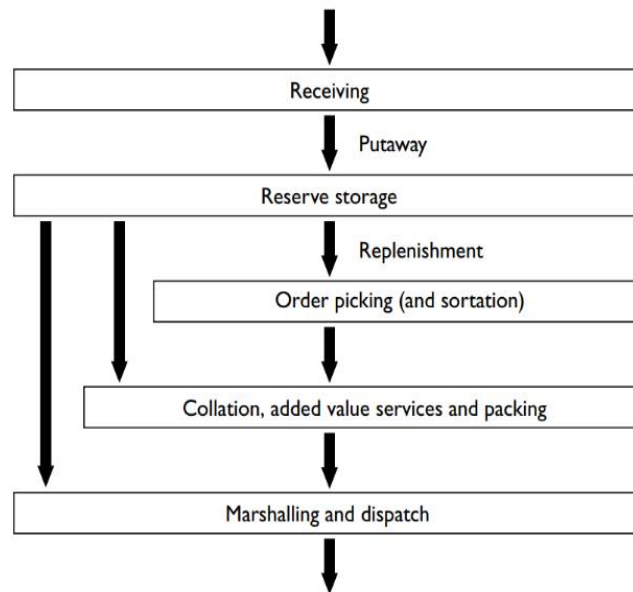 Receiving
Putaway
Reserve storage
Replenishment
Order picking (and sortation)
Collation, added value services and packing
Marshalling and dispatch